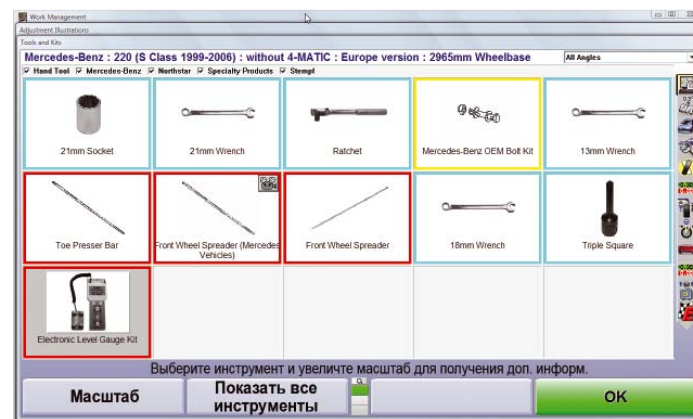 Work Management
Adjustment Illustrations
Tools and Kits
Mercedes-Benz : 220 (S Class 1999-2006) : without 4-MATIC : Europe version : 2965mm Wheelbase
All Angles
Hand Tool Mercedes-Benz Northstar Specialty Products Stempf
21mm Socket
21mm Wrench
Ratchet
Mercedes-Benz OEM Bolt Kit
13mm Wrench
Toe Presser Bar
Front Wheel Spreader (Mercedes
Vehicles)
Front Wheel Spreader
18mm Wrench
Triple Square
Electronic Level Gauge Kit
Выберите инструмент и увеличте масштаб для получения доп. информ.
Масштаб
Показать все
инструменты
OK